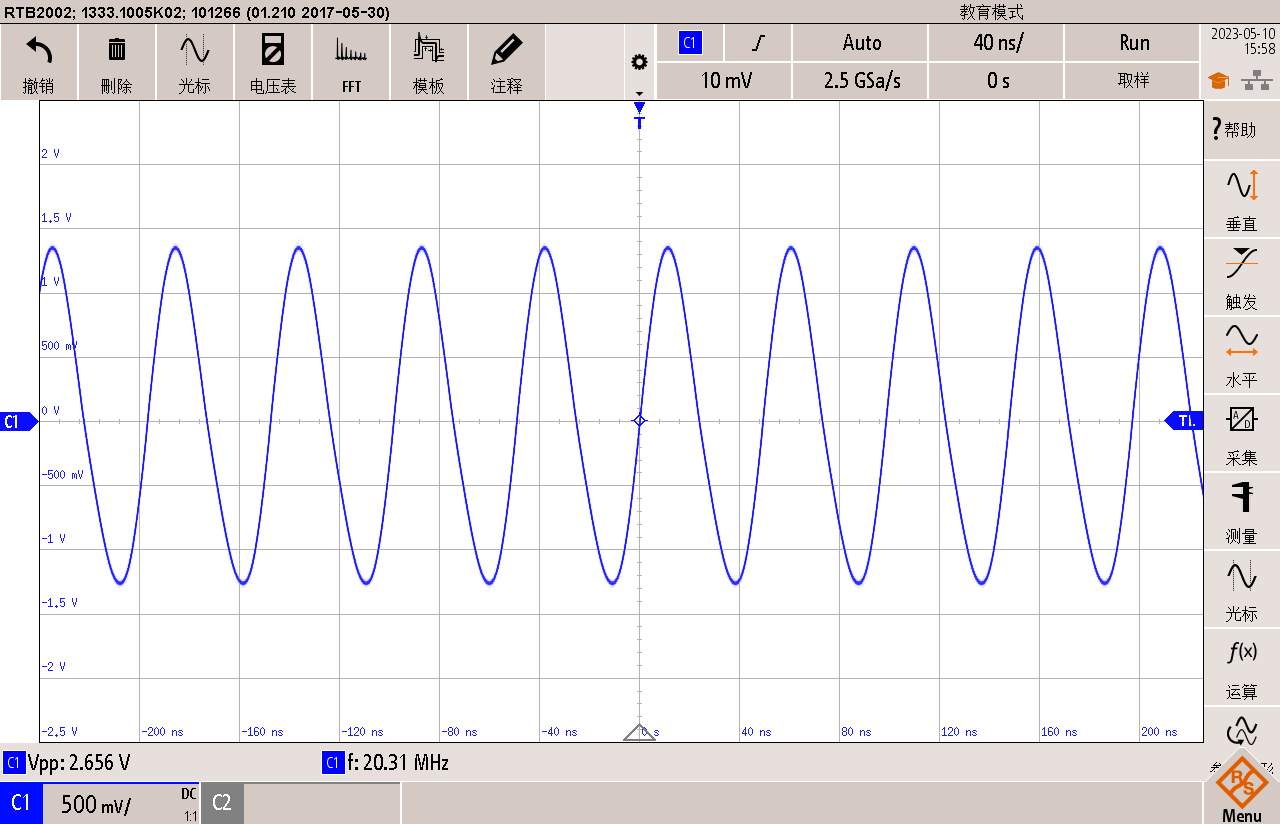 RTB2002; 1333.1005K02; 101266 (01.210 2017-05-30)
教育模式
撤销
删除
光标
电压表
FFT
模板
注释
C1
Auto
40 ns/
Run
10 mV
2.5 GSa/s
0 s
取样
2023-05-10
15:58
T
?帮助
垂直
触发
水平
采集
测量
光标
f(x)
运算
2 V
1.5 V
1 V
500 mV
0 V
-500 mV
-1 V
-1.5 V
-2 V
-2.5 V
C1
-200 ns
-160 ns
-120 ns
-80 ns
-40 ns
0 s
40 ns
80 ns
120 ns
160 ns
200 ns
C1 Vpp: 2.656 V
C1 f: 20.31 MHz
C1
500 mV/
DC
1:1
C2
R&S
Menu